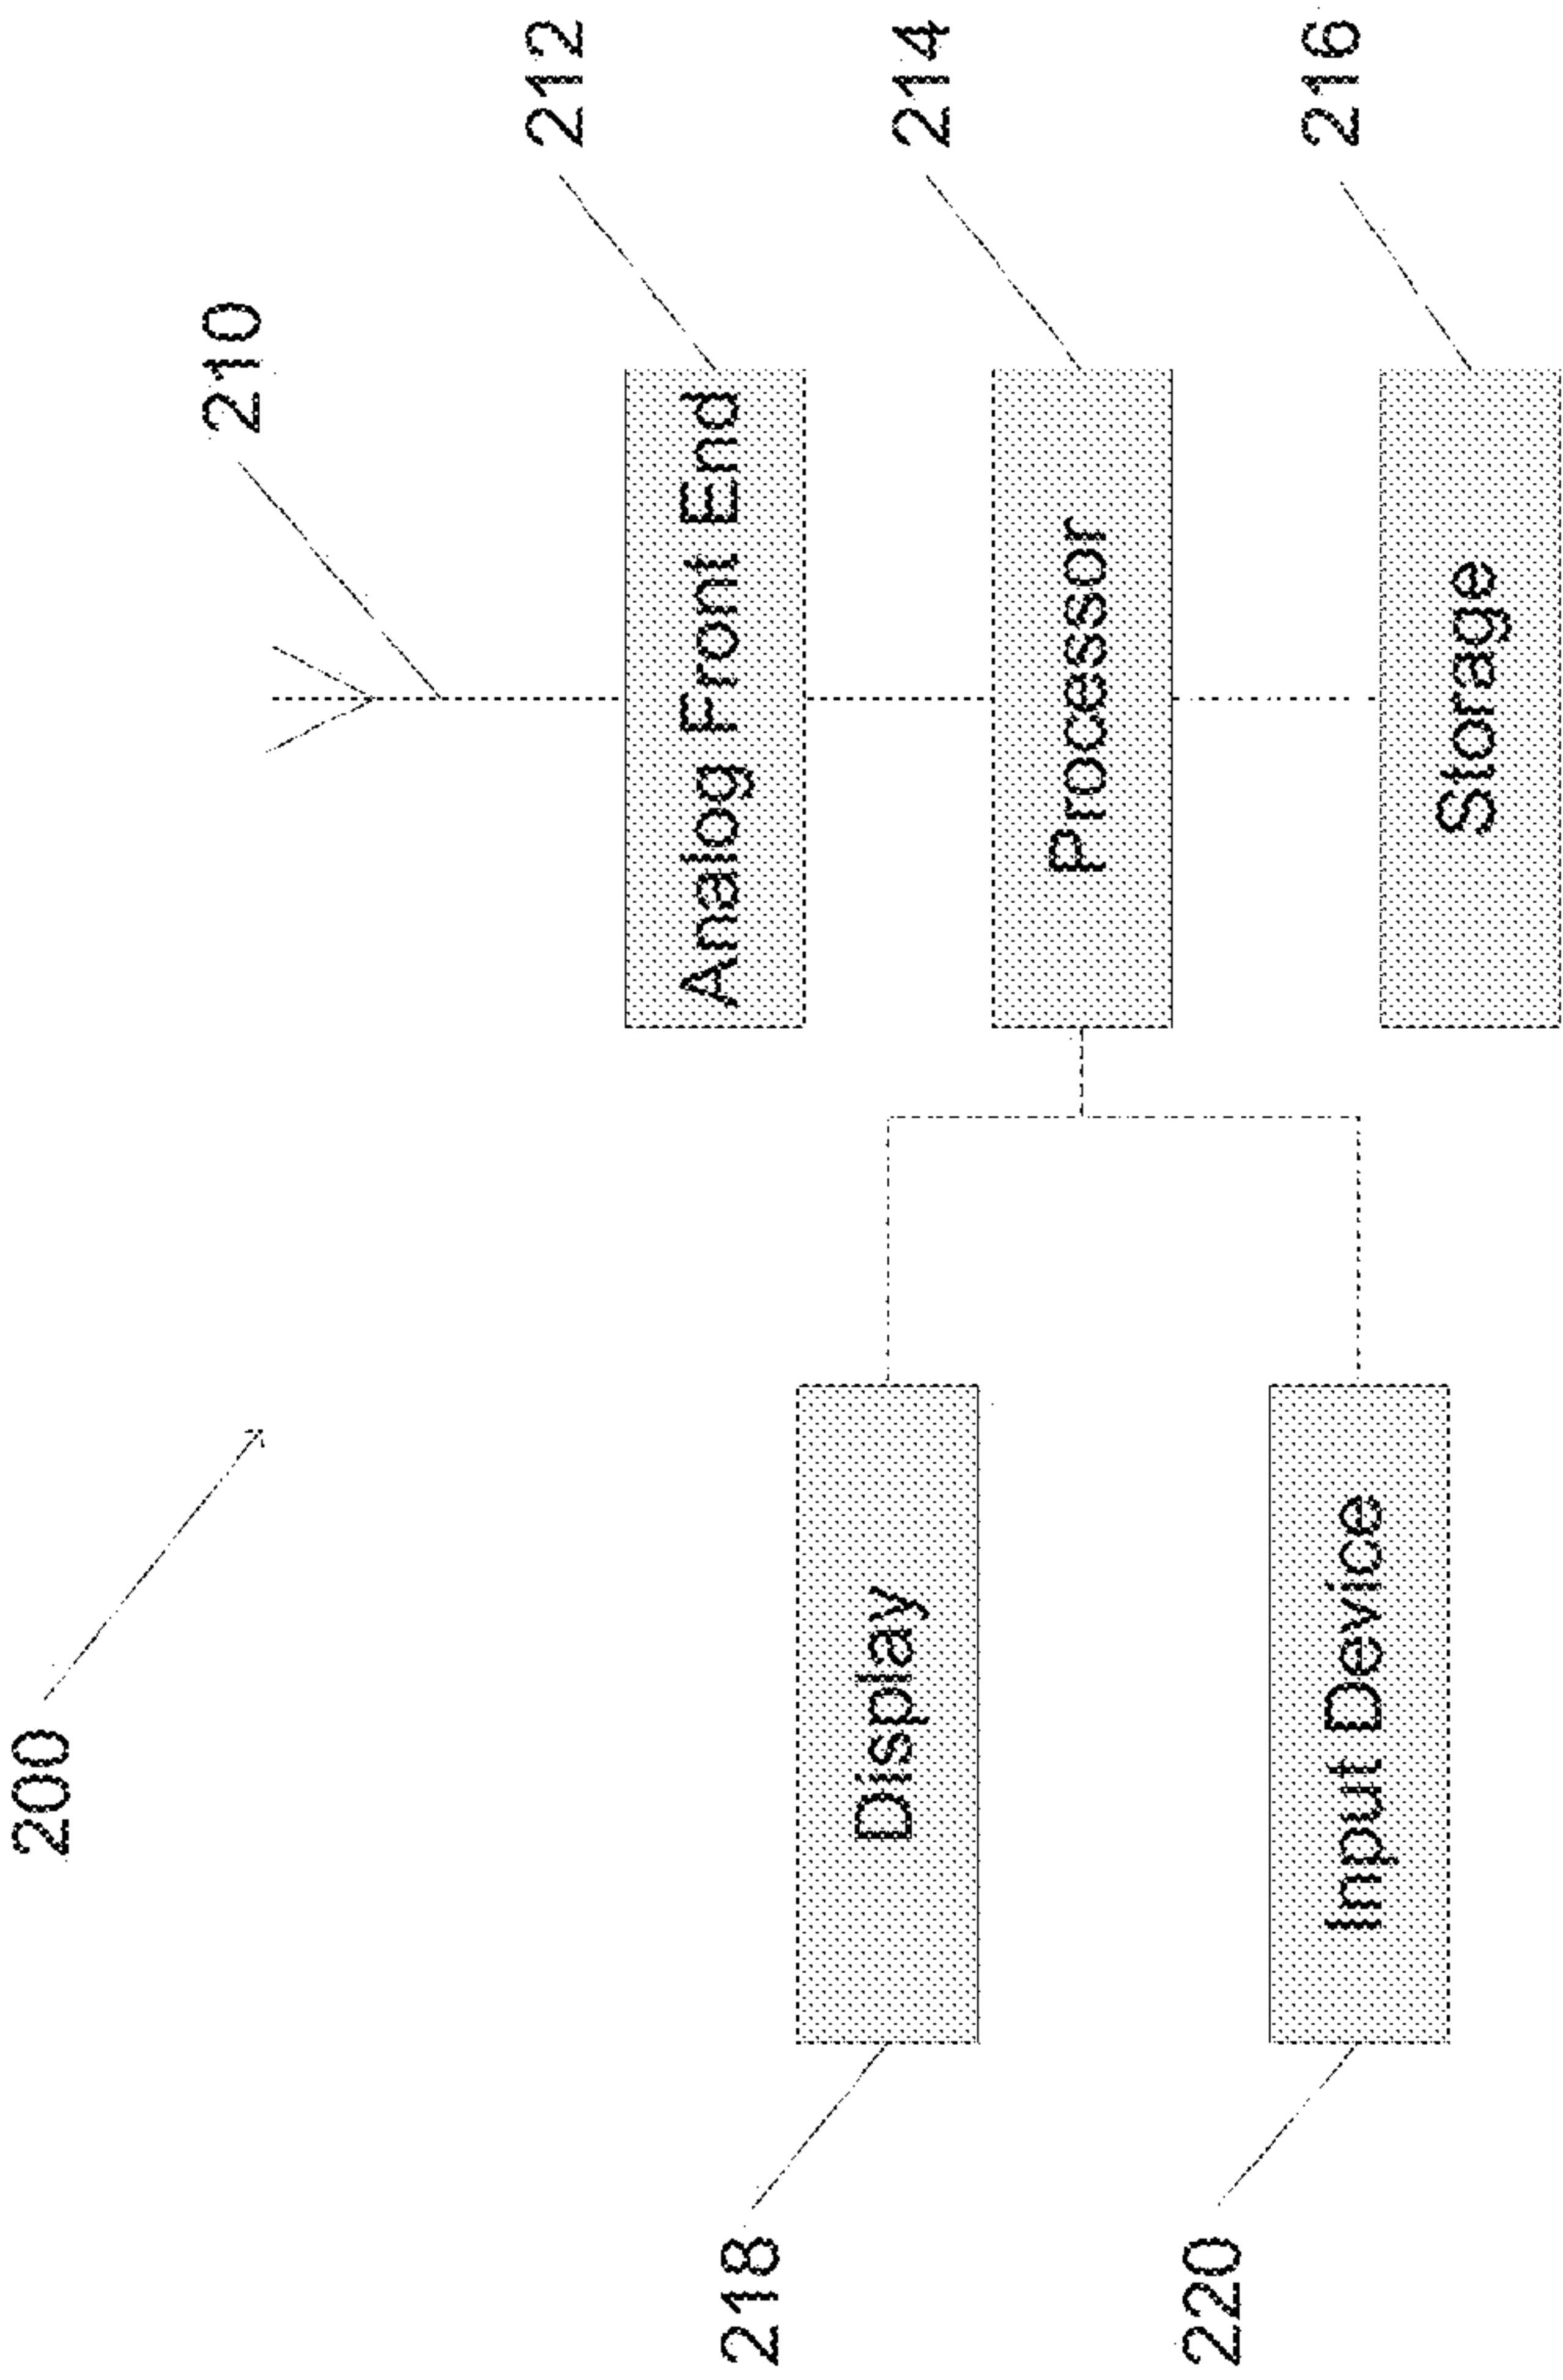 200
210
212
Analog Front End
218
Display
214
Processor
220
216
Input Device
Storage